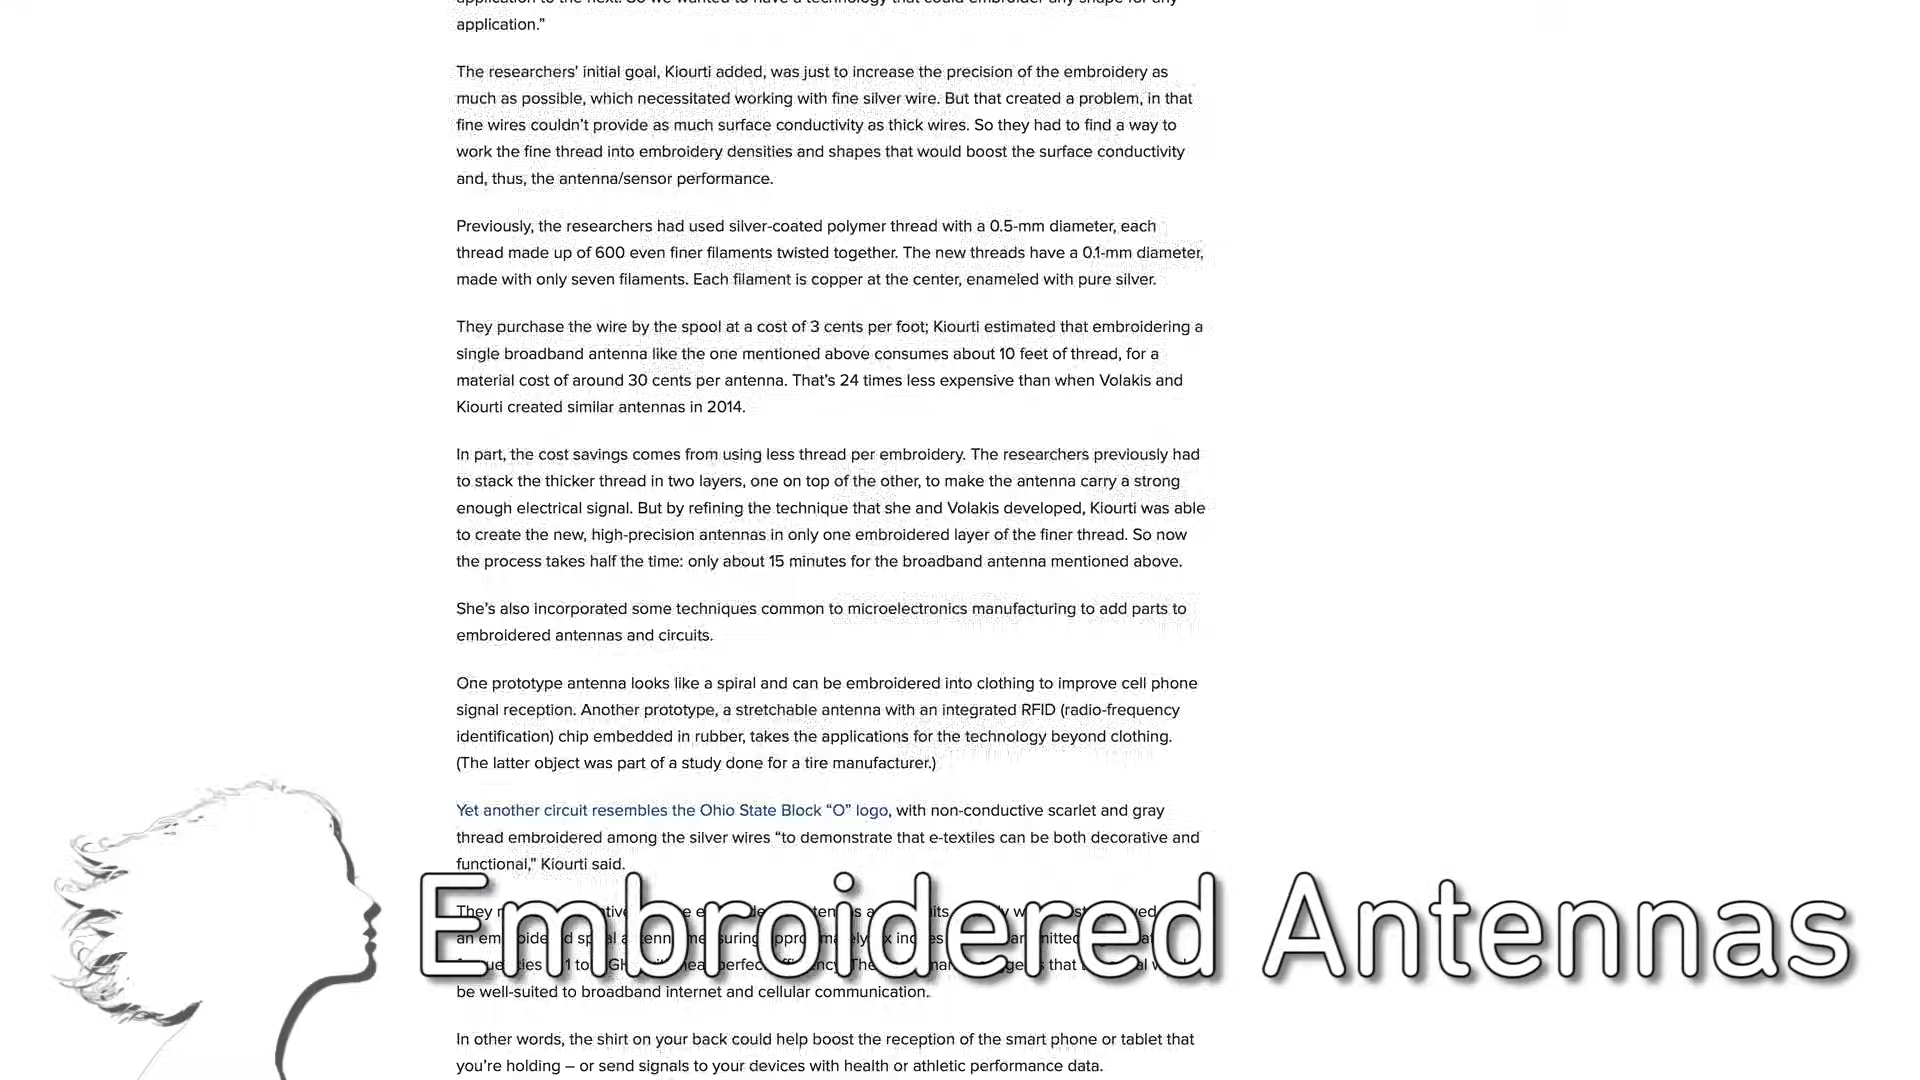 application."
The researchers' initial goal, Kiourti added, was just to increase the precision of the embroidery as
much as possible, which necessitated working with fine silver wire. But that created a problem, in that
fine wires couldn't provide as much surface conductivity as thick wires. So they had to find a way to
work the fine thread into embroidery densities and shapes that would boost the surface conductivity
and, thus, the antenna/sensor performance.
Previously, the researchers had used silver-coated polymer thread with a 0.5-mm diameter, each
thread made up of 600 even finer filaments twisted together. The new threads have a 0.1-mm diameter,
made with only seven filaments. Each filament is copper at the center, enameled with pure silver.
They purchase the wire by the spool at a cost of 3 cents per foot; Kiourti estimated that embroidering a
single broadband antenna like the one mentioned above consumes about 10 feet of thread, for a
material cost of around 30 cents per antenna. That's 24 times less expensive than when Volakis and
Kiourti created similar antennas in 2014.
In part, the cost savings comes from using less thread per embroidery. The researchers previously had
to stack the thicker thread in two layers, one on top of the other, to make the antenna carry a strong
enough electrical signal. But by refining the technique that she and Volakis developed, Kiourti was able
to create the new, high-precision antennas in only one embroidered layer of the finer thread. So now
the process takes half the time: only about 15 minutes for the broadband antenna mentioned above.
She's also incorporated some techniques common to microelectronics manufacturing to add parts to
embroidered antennas and circuits.
One prototype antenna looks like a spiral and can be embroidered into clothing to improve cell phone
signal reception. Another prototype, a stretchable antenna with an integrated RFID (radio-frequency
identification) chip embedded in rubber, takes the applications for the technology beyond clothing.
(The latter object was part of a study done for a tire manufacturer.)
Yet another circuit resembles the Ohio State Block "O" logo, with non-conductive scarlet and gray
thread embroidered among the silver wires "to demonstrate that e-textiles can be both decorative and
functional," Kiourti said.
They
Embroidered Antennas
be well-suited to broadband internet and cellular communication.
In other words, the shirt on your back could help boost the reception of the smart phone or tablet that
you're holding – or send signals to your devices with health or athletic performance data.